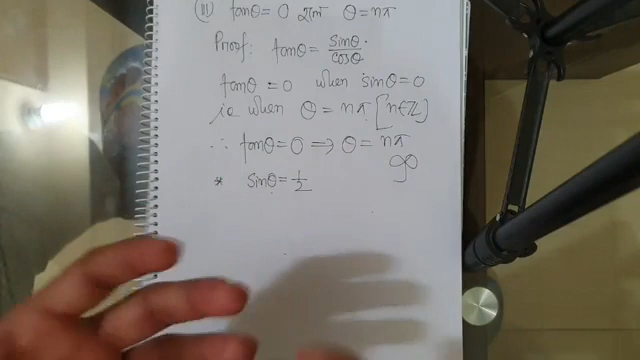 (iii) tanθ = 0 হলে θ = nπ
Proof: tanθ = sinθ/cosθ.
tanθ = 0 when sinθ = 0
ie when θ = nπ [n∈ℤ]
∴ tanθ = 0 ⟹ θ = nπ
* sinθ = 1/2